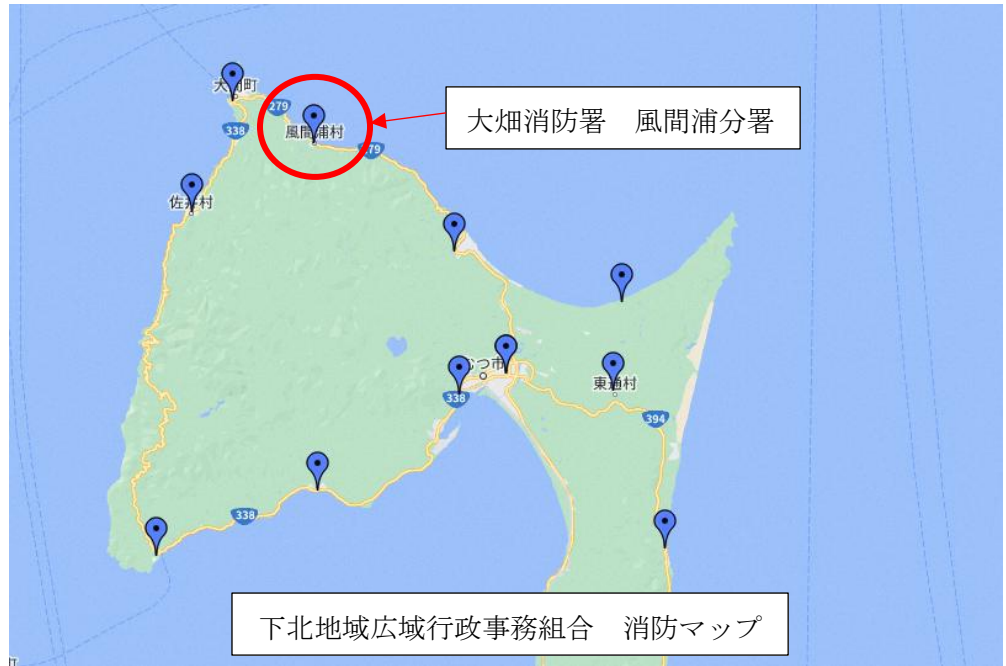 大間町
279
338
風間浦村
279
大畑消防署　風間浦分署
佐井村
むつ市
338
東通村
394
338
下北地域広域行政事務組合　消防マップ
町